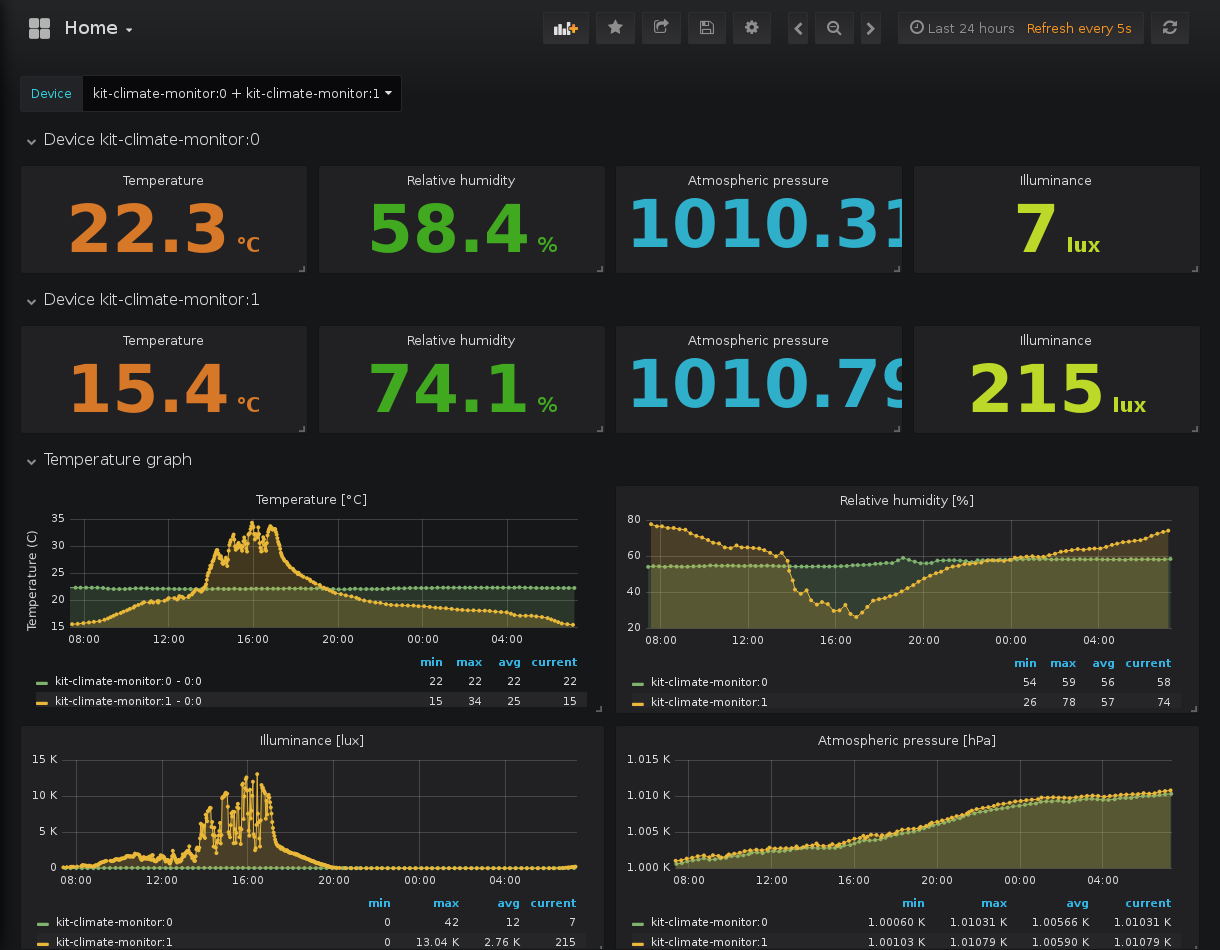 Home
Last 24 hours Refresh every 5s
Device kit-climate-monitor:0 + kit-climate-monitor:1
Device kit-climate-monitor:0
Temperature Relative humidity Atmospheric pressure Illuminance
22.3 °C 58.4 % 1010.31 7 lux
Device kit-climate-monitor:1
Temperature Relative humidity Atmospheric pressure Illuminance
15.4 °C 74.1 % 1010.79 215 lux
Temperature graph
Temperature [°C]
Temperature (C)
35
30
25
20
15
08:00 12:00 16:00 20:00 00:00 04:00
min max avg current
kit-climate-monitor:0 - 0:0 22 22 22 22
kit-climate-monitor:1 - 0:0 15 34 25 15
Relative humidity [%]
80
60
40
20
08:00 12:00 16:00 20:00 00:00 04:00
min max avg current
kit-climate-monitor:0 54 59 56 58
kit-climate-monitor:1 26 78 57 74
Illuminance [lux]
15 K
10 K
5 K
0
08:00 12:00 16:00 20:00 00:00 04:00
min max avg current
kit-climate-monitor:0 0 42 12 7
kit-climate-monitor:1 0 13.04 K 2.76 K 215
Atmospheric pressure [hPa]
1.015 K
1.010 K
1.005 K
1.000 K
08:00 12:00 16:00 20:00 00:00 04:00
min max avg current
kit-climate-monitor:0 1.00060 K 1.01031 K 1.00566 K 1.01031 K
kit-climate-monitor:1 1.00103 K 1.01079 K 1.00590 K 1.01079 K